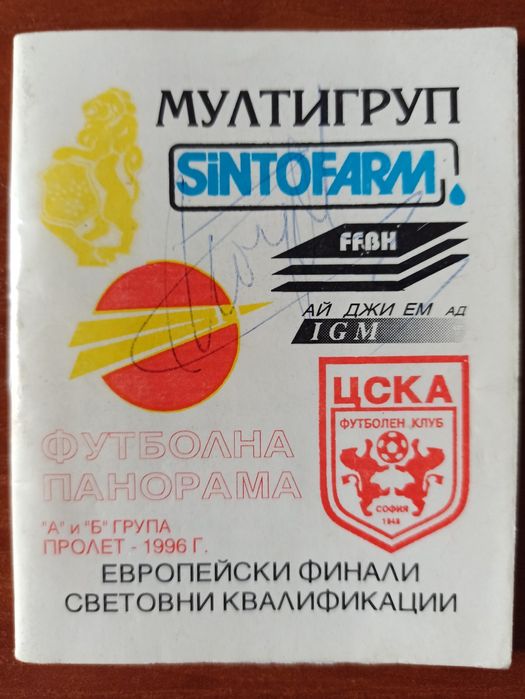 МУЛТИГРУП
SiNTOFARM
FFBH
АЙ ДЖИ ЕМ АД
IGM
ЦСКА
ФУТБОЛЕН КЛУБ
СОФИЯ
1948
ФУТБОЛНА
ПАНОРАМА
"А" и "Б" ГРУПА
ПРОЛЕТ - 1996 Г.
ЕВРОПЕЙСКИ ФИНАЛИ
СВЕТОВНИ КВАЛИФИКАЦИИ